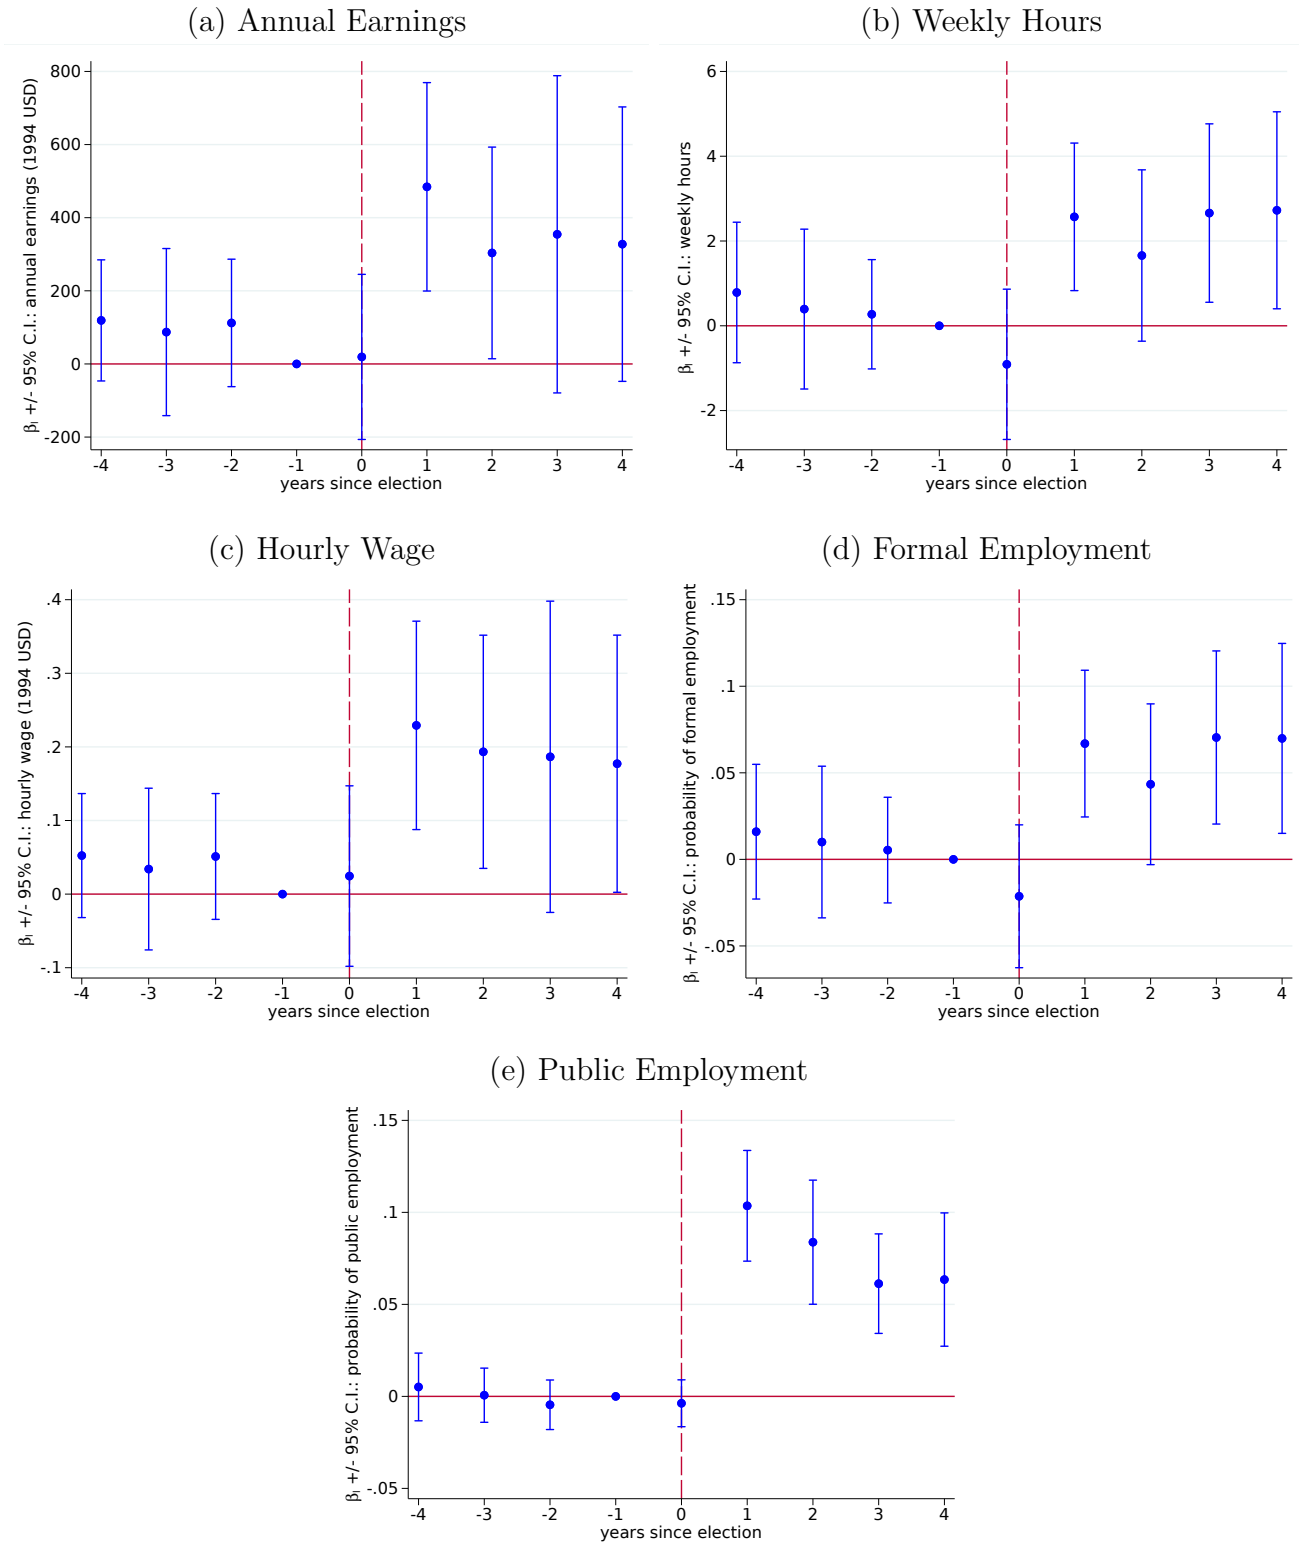 (a) Annual Earnings
βₗ +/- 95% C.I.: annual earnings (1994 USD)
800
600
400
200
0
-200
-4 -3 -2 -1 0 1 2 3 4
years since election
(b) Weekly Hours
βₗ +/- 95% C.I.: weekly hours
6
4
2
0
-2
-4 -3 -2 -1 0 1 2 3 4
years since election
(c) Hourly Wage
βₗ +/- 95% C.I.: hourly wage (1994 USD)
.4
.3
.2
.1
0
-.1
-4 -3 -2 -1 0 1 2 3 4
years since election
(d) Formal Employment
βₗ +/- 95% C.I.: probability of formal employment
.15
.1
.05
0
-.05
-4 -3 -2 -1 0 1 2 3 4
years since election
(e) Public Employment
βₗ +/- 95% C.I.: probability of public employment
.15
.1
.05
0
-.05
-4 -3 -2 -1 0 1 2 3 4
years since election